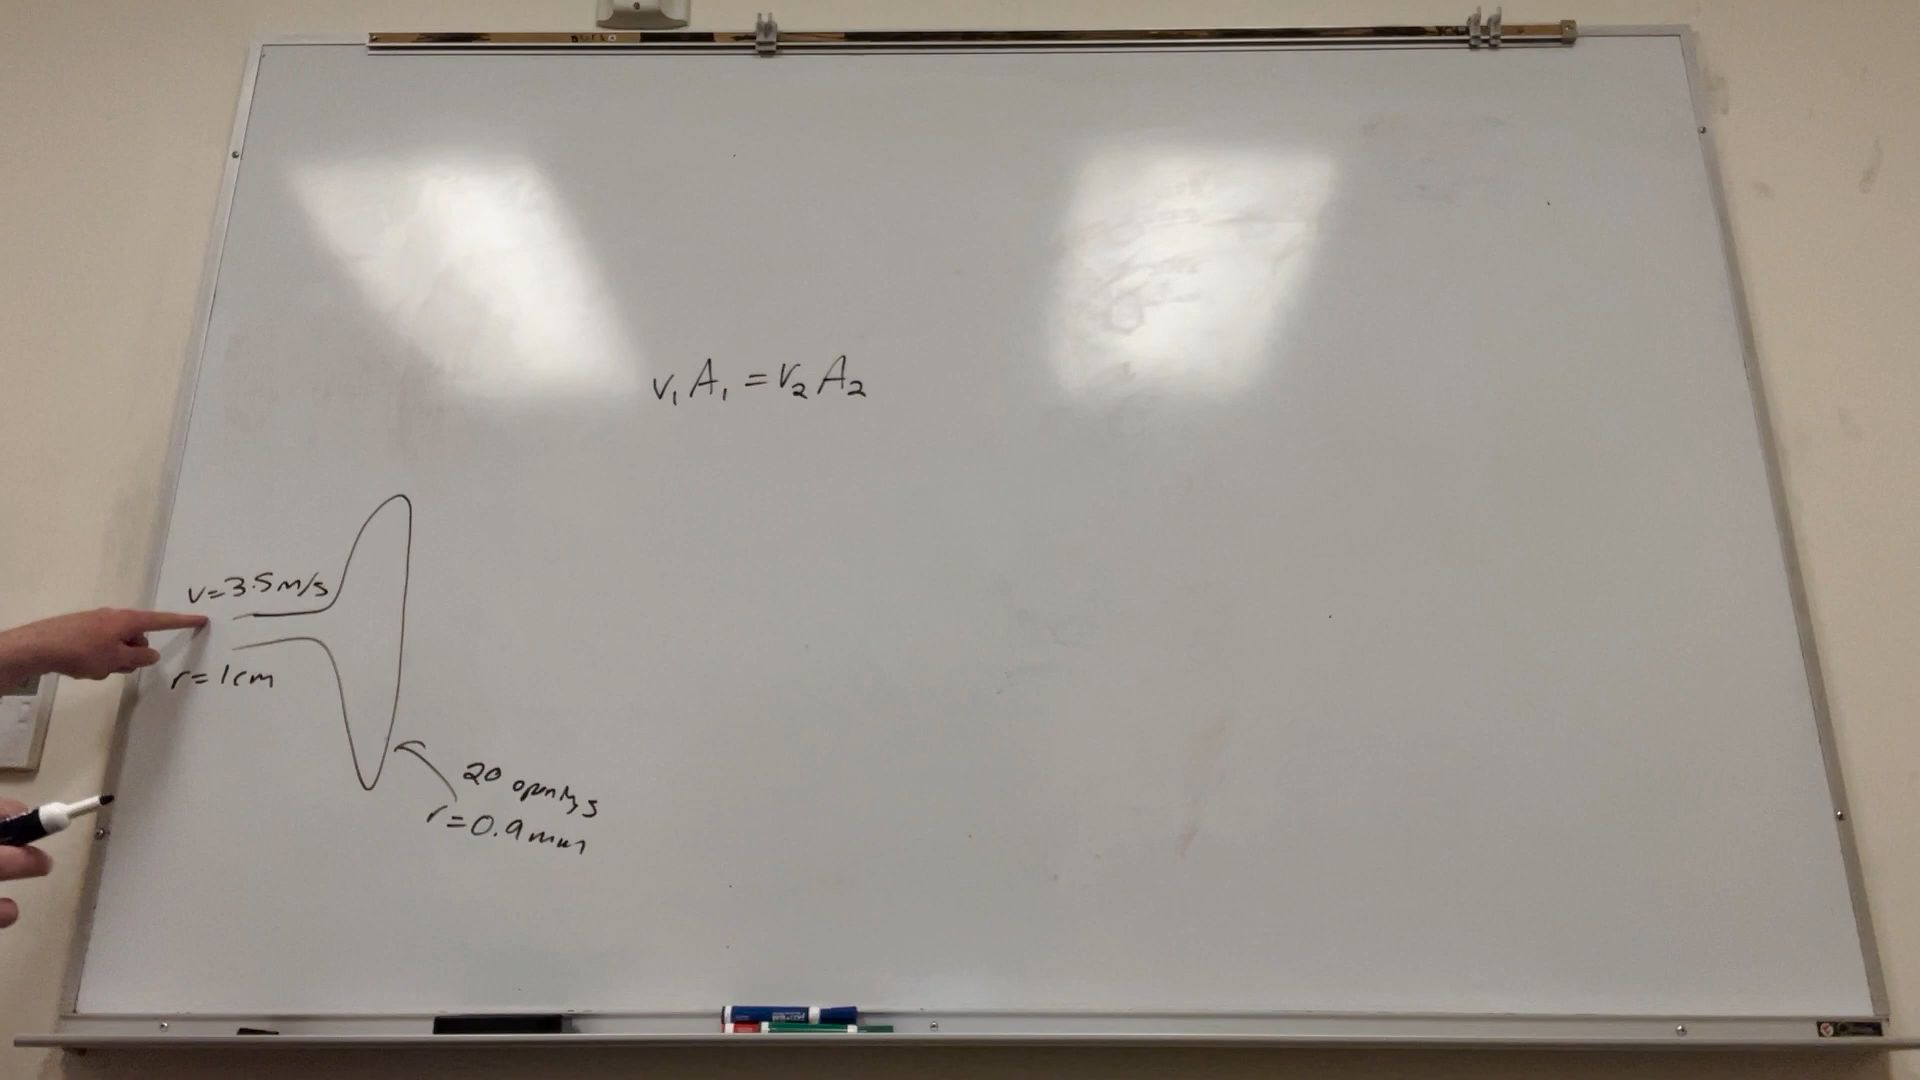 v₁A₁ = v₂A₂
v=3.5m/s
r=1cm
20 openings
r=0.9mm